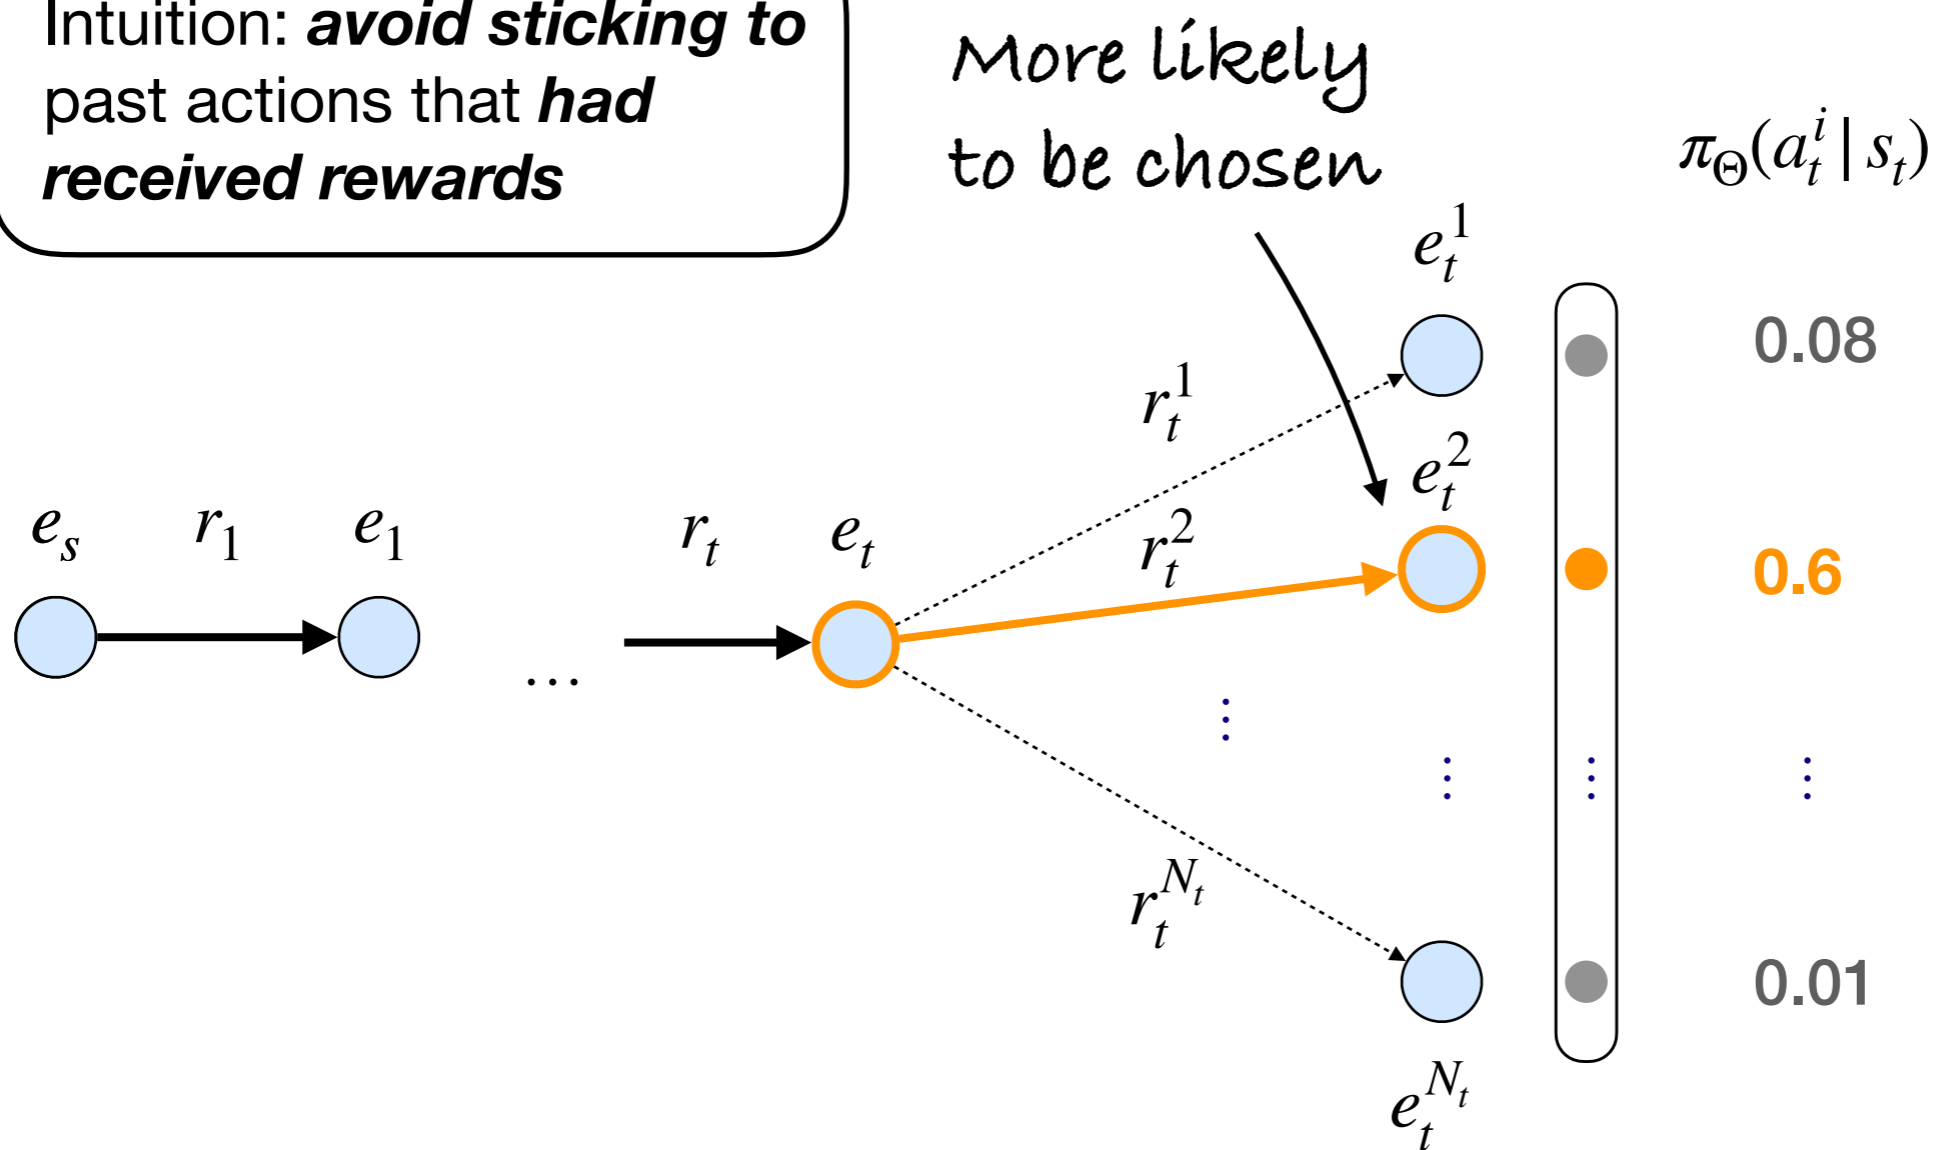 Intuition: avoid sticking to
past actions that had
received rewards
More likely
to be chosen
π_Θ(a_t^i | s_t)
e_t^1
0.08
r_t^1
e_t^2
e_s r_1 e_1 r_t e_t r_t^2
0.6
...
⋮
⋮ ⋮ ⋮
r_t^{N_t}
0.01
e_t^{N_t}